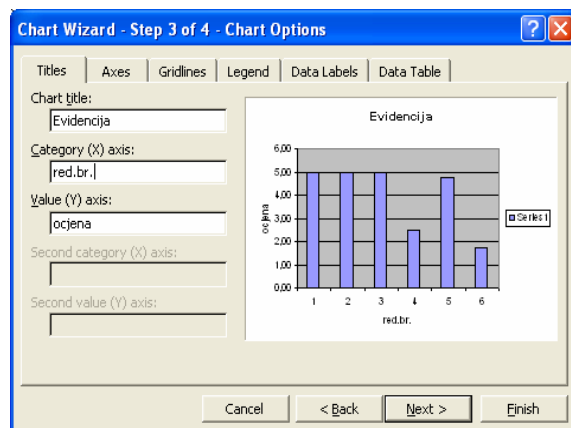 Chart Wizard - Step 3 of 4 - Chart Options
Titles Axes Gridlines Legend Data Labels Data Table
Chart title:
Evidencija
Category (X) axis:
red.br.
Value (Y) axis:
ocjena
Second category (X) axis:
Second value (Y) axis:
Evidencija
6,00
5,00
4,00
3,00
2,00
1,00
0,00
ocjena
1 2 3 4 5 6
red.br.
Series1
Cancel < Back Next > Finish